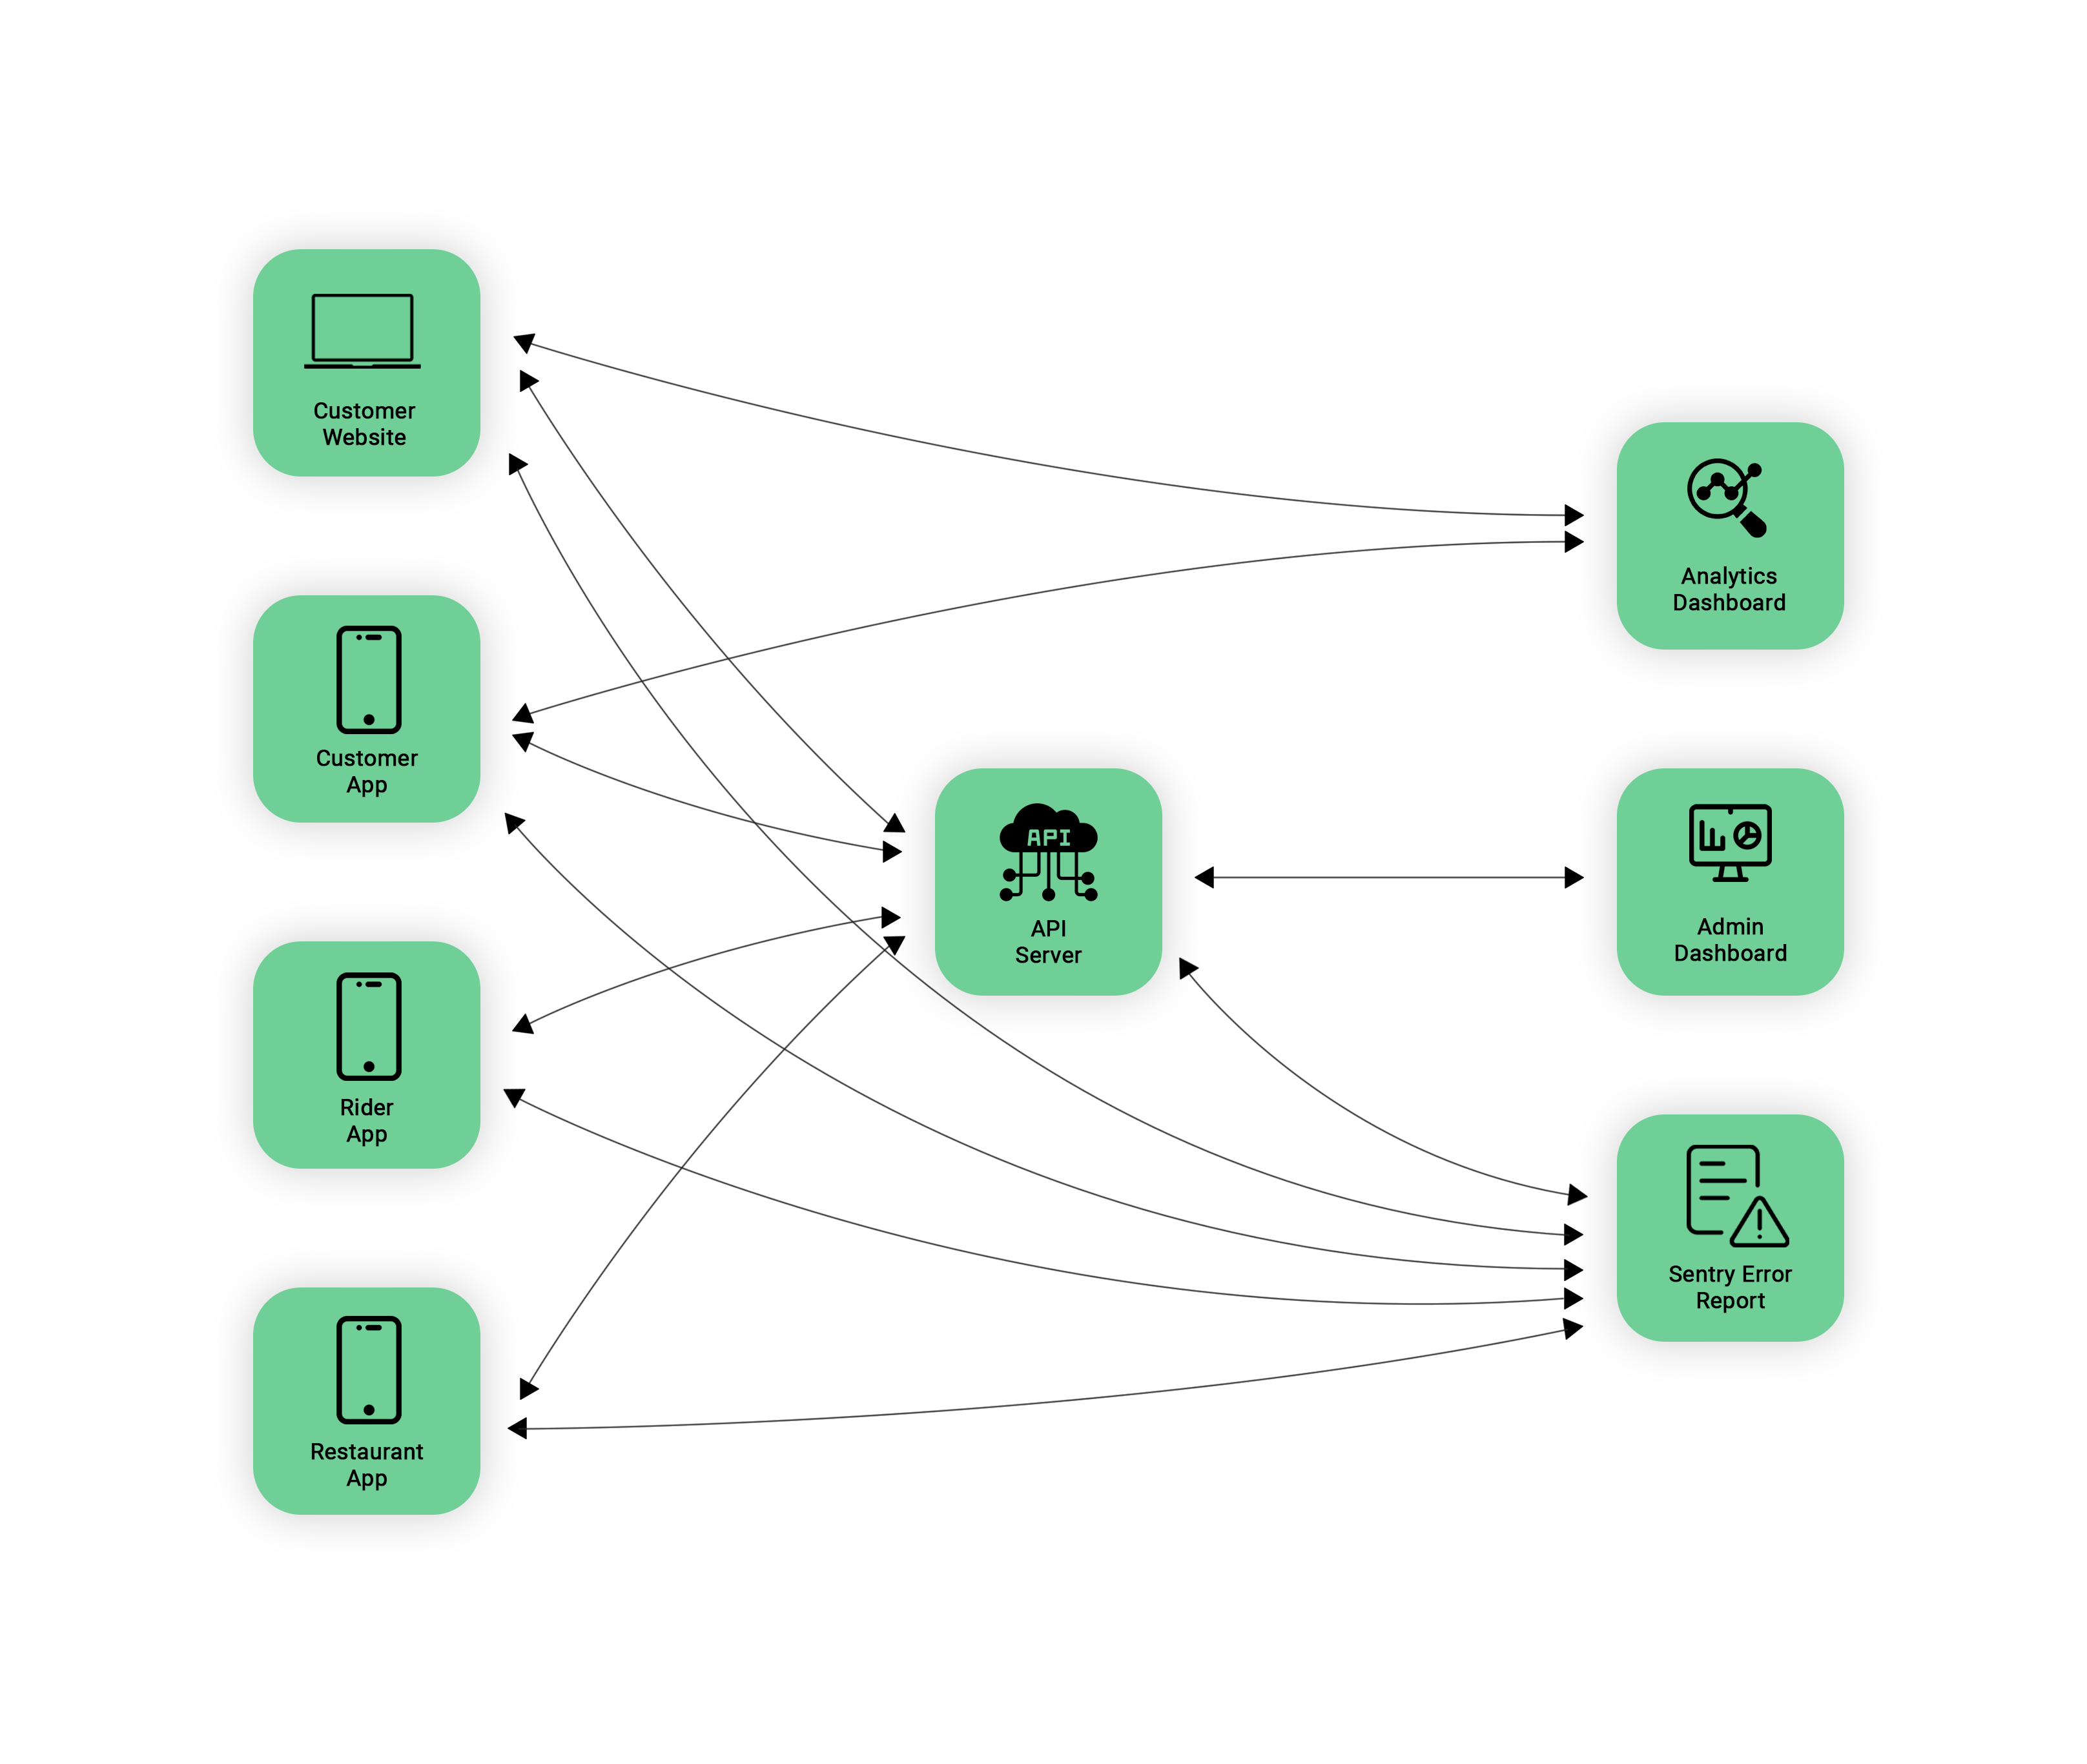 Customer
Website
Customer
App
Rider
App
Restaurant
App
API
API
Server
Analytics
Dashboard
Admin
Dashboard
Sentry Error
Report